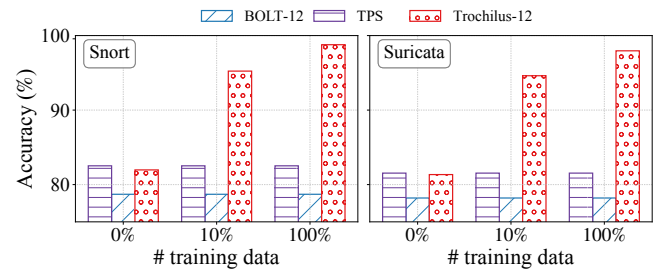 BOLT-12 TPS Trochilus-12
Accuracy (%)
100
90
80
Snort
0% 10% 100%
# training data
Suricata
0% 10% 100%
# training data